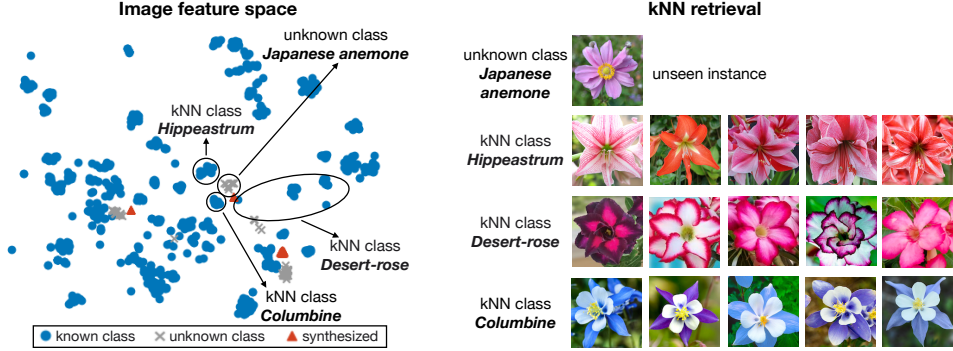 Image feature space
unknown class
Japanese anemone
kNN class
Hippeastrum
kNN class
Desert-rose
kNN class
Columbine
known class
unknown class
synthesized
kNN retrieval
unknown class
Japanese
anemone
unseen instance
kNN class
Hippeastrum
kNN class
Desert-rose
kNN class
Columbine